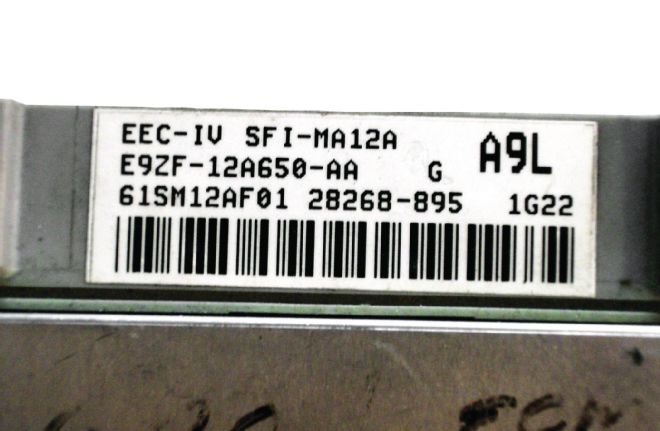 EEC-IV SFI-MA12A A9L
E9ZF-12A650-AA G
61SM12AF01 28268-895 1G22